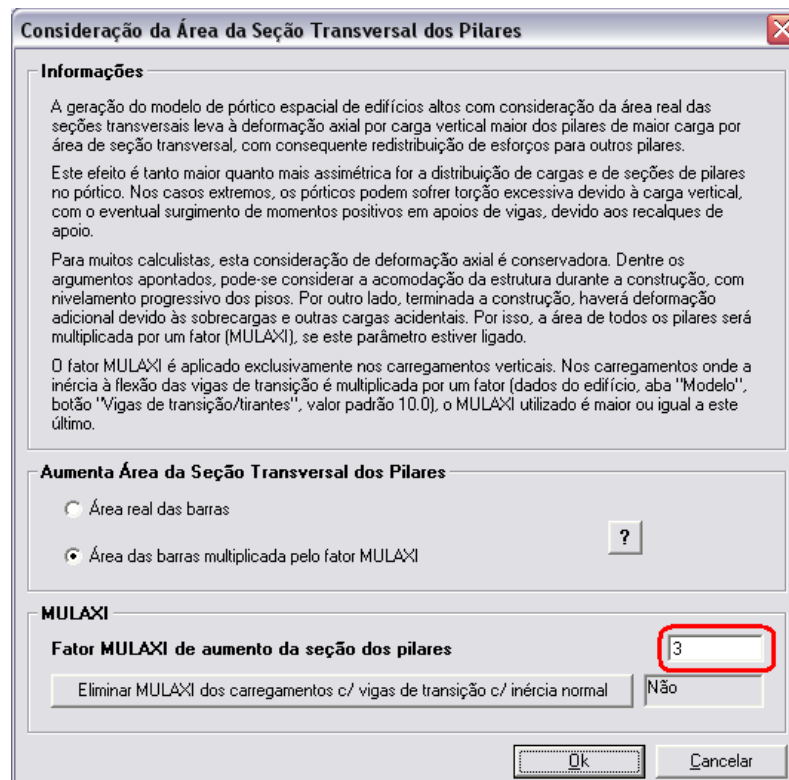 Consideração da Área da Seção Transversal dos Pilares
Informações
A geração do modelo de pórtico espacial de edifícios altos com consideração da área real das
seções transversais leva à deformação axial por carga vertical maior dos pilares de maior carga por
área de seção transversal, com consequente redistribuição de esforços para outros pilares.
Este efeito é tanto maior quanto mais assimétrica for a distribuição de cargas e de seções de pilares
no pórtico. Nos casos extremos, os pórticos podem sofrer torção excessiva devido à carga vertical,
com o eventual surgimento de momentos positivos em apoios de vigas, devido aos recalques de
apoio.
Para muitos calculistas, esta consideração de deformação axial é conservadora. Dentre os
argumentos apontados, pode-se considerar a acomodação da estrutura durante a construção, com
nivelamento progressivo dos pisos. Por outro lado, terminada a construção, haverá deformação
adicional devido às sobrecargas e outras cargas acidentais. Por isso, a área de todos os pilares será
multiplicada por um fator (MULAXI), se este parâmetro estiver ligado.
O fator MULAXI é aplicado exclusivamente nos carregamentos verticais. Nos carregamentos onde a
inércia à flexão das vigas de transição é multiplicada por um fator (dados do edifício, aba "Modelo",
botão "Vigas de transição/tirantes", valor padrão 10.0), o MULAXI utilizado é maior ou igual a este
último.
Aumenta Área da Seção Transversal dos Pilares
Área real das barras
Área das barras multiplicada pelo fator MULAXI
?
MULAXI
Fator MULAXI de aumento da seção dos pilares
3
Eliminar MULAXI dos carregamentos c/ vigas de transição c/ inércia normal
Não
Ok
Cancelar